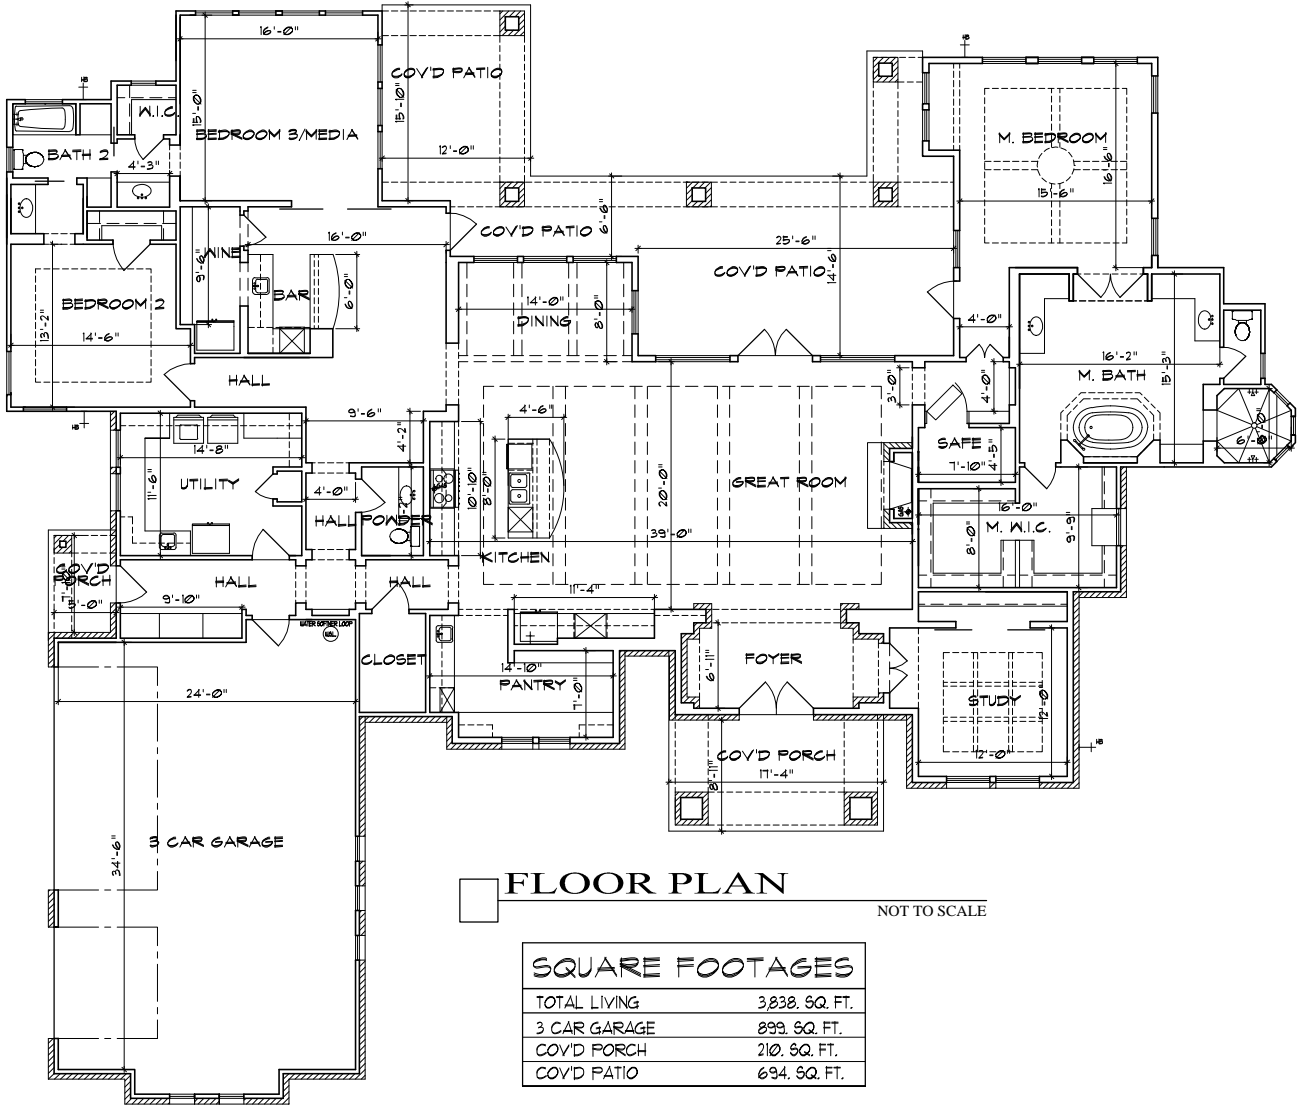 HB
16'-0"
COV'D PATIO
15'-10"
12'-0"
W.I.C.
15'-0"
BEDROOM 3/MEDIA
BATH 2
4'-3"
HB
M. BEDROOM
16'-6"
15'-6"
16'-0"
COV'D PATIO
6'-6"
25'-6"
COV'D PATIO
14'-6"
WINE
9'-6"
BAR
6'-0"
BEDROOM 2
13'-2"
14'-6"
14'-0"
DINING
8'-0"
4'-0"
HALL
16'-2"
M. BATH
15'-3"
3'-0"
4'-0"
HB
9'-6"
4'-2"
4'-6"
14'-8"
11'-6"
UTILITY
4'-0"
HALL
POWDER
10'-10"
8'-0"
20'-0"
GREAT ROOM
SAFE
7'-10"
4'-5"
6'-0"
6'-0"
16'-0"
M. W.I.C.
8'-0"
9'-9"
39'-0"
KITCHEN
COV'D
PORCH
5'-0"
HALL
9'-10"
HALL
11'-4"
WATER SOFTNER LOOP
CLOSET
14'-10"
PANTRY
7'-0"
6'-11"
FOYER
STUDY
12'-0"
12'-0"
HB
24'-0"
COV'D PORCH
17'-4"
8'-11"
3 CAR GARAGE
34'-6"
FLOOR PLAN
NOT TO SCALE
SQUARE FOOTAGES
TOTAL LIVING 3,838. SQ. FT.
3 CAR GARAGE 899. SQ. FT.
COV'D PORCH 210. SQ. FT.
COV'D PATIO 694. SQ. FT.